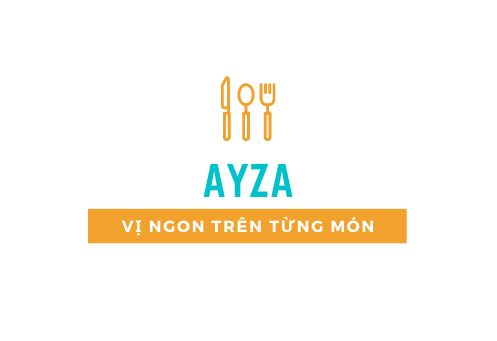 AYZA
VỊ NGON TRÊN TỪNG MÓN